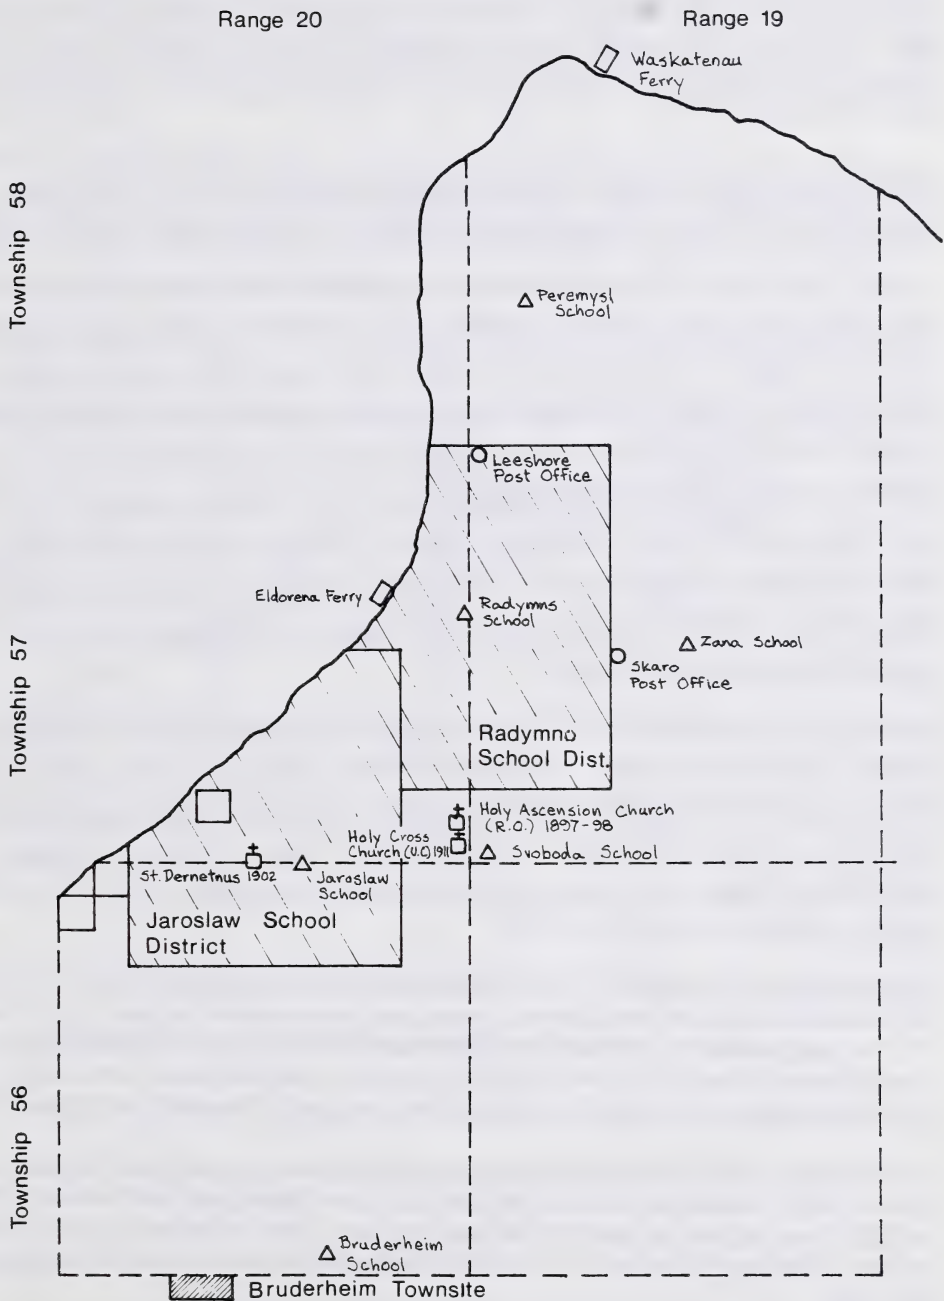 Range 20
Range 19
Waskatenau
Ferry
Township 58
Peremysl
School
Leeshore
Post Office
Eldorena Ferry
Radymns
School
Zana School
Skaro
Post Office
Township 57
Radymno
School Dist.
Holy Ascension Church
(R.O.) 1897-98
Holy Cross
Church (U.C) 1911
Svoboda School
St. Dernetnus 1902
Jaroslaw
School
Jaroslaw School
District
Township 56
Bruderheim
School
Bruderheim Townsite